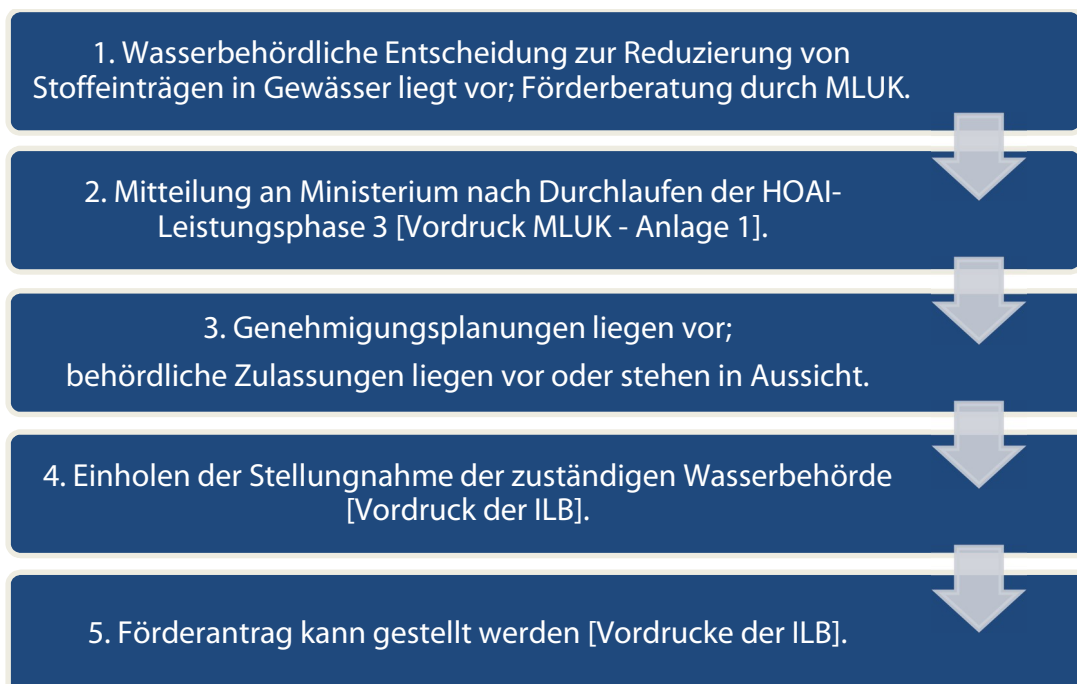 1. Wasserbehördliche Entscheidung zur Reduzierung von
Stoffeinträgen in Gewässer liegt vor; Förderberatung durch MLUK.
2. Mitteilung an Ministerium nach Durchlaufen der HOAI-
Leistungsphase 3 [Vordruck MLUK - Anlage 1].
3. Genehmigungsplanungen liegen vor;
behördliche Zulassungen liegen vor oder stehen in Aussicht.
4. Einholen der Stellungnahme der zuständigen Wasserbehörde
[Vordruck der ILB].
5. Förderantrag kann gestellt werden [Vordrucke der ILB].